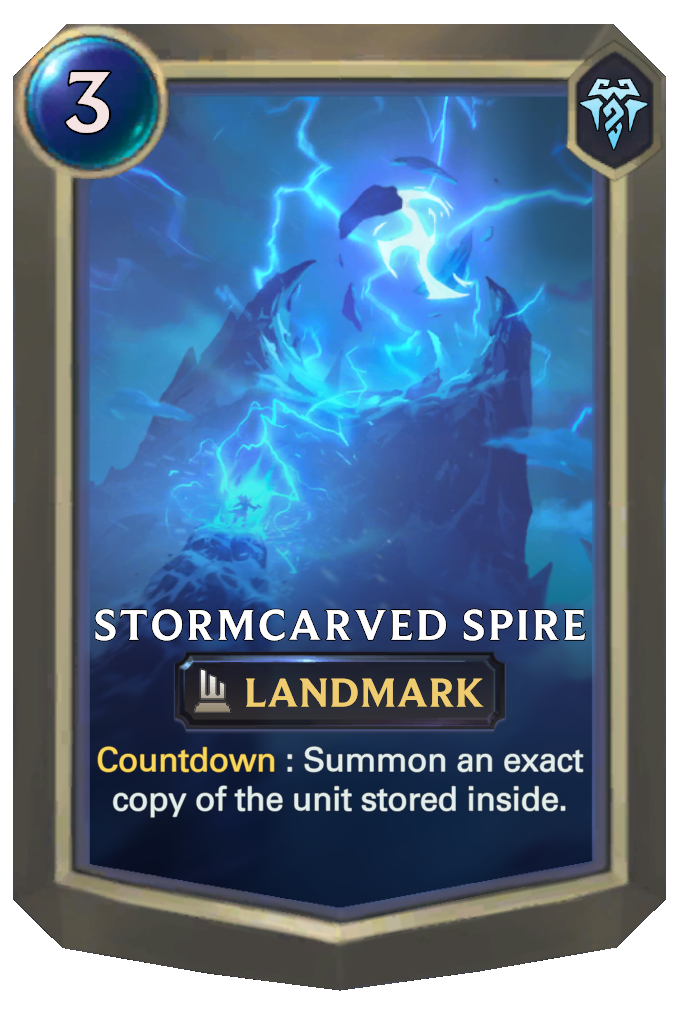 3
STORMCARVED SPIRE
LANDMARK
Countdown : Summon an exact
copy of the unit stored inside.